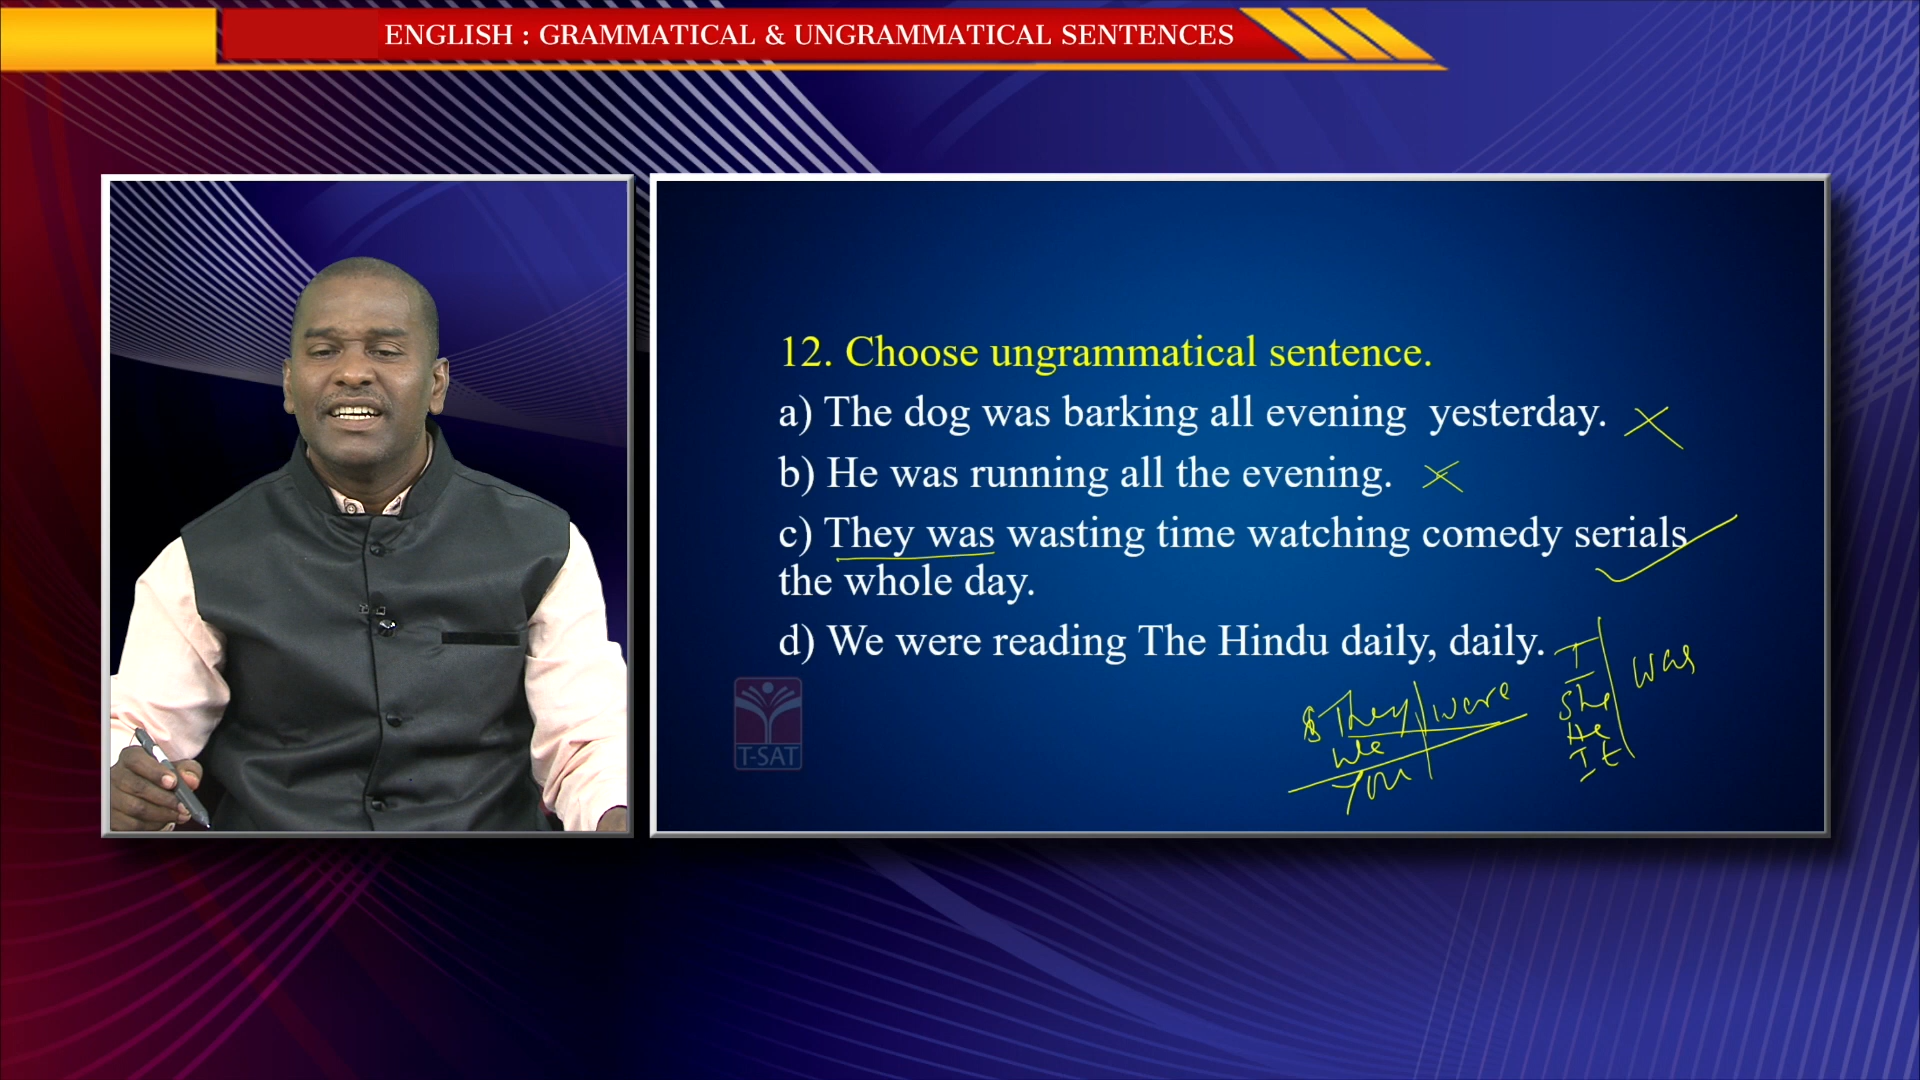 ENGLISH : GRAMMATICAL & UNGRAMMATICAL SENTENCES
12. Choose ungrammatical sentence.
a) The dog was barking all evening yesterday.
b) He was running all the evening.
c) They was wasting time watching comedy serials
the whole day.
d) We were reading The Hindu daily, daily.
I
She
He
It
was
They were
We
You
T-SAT